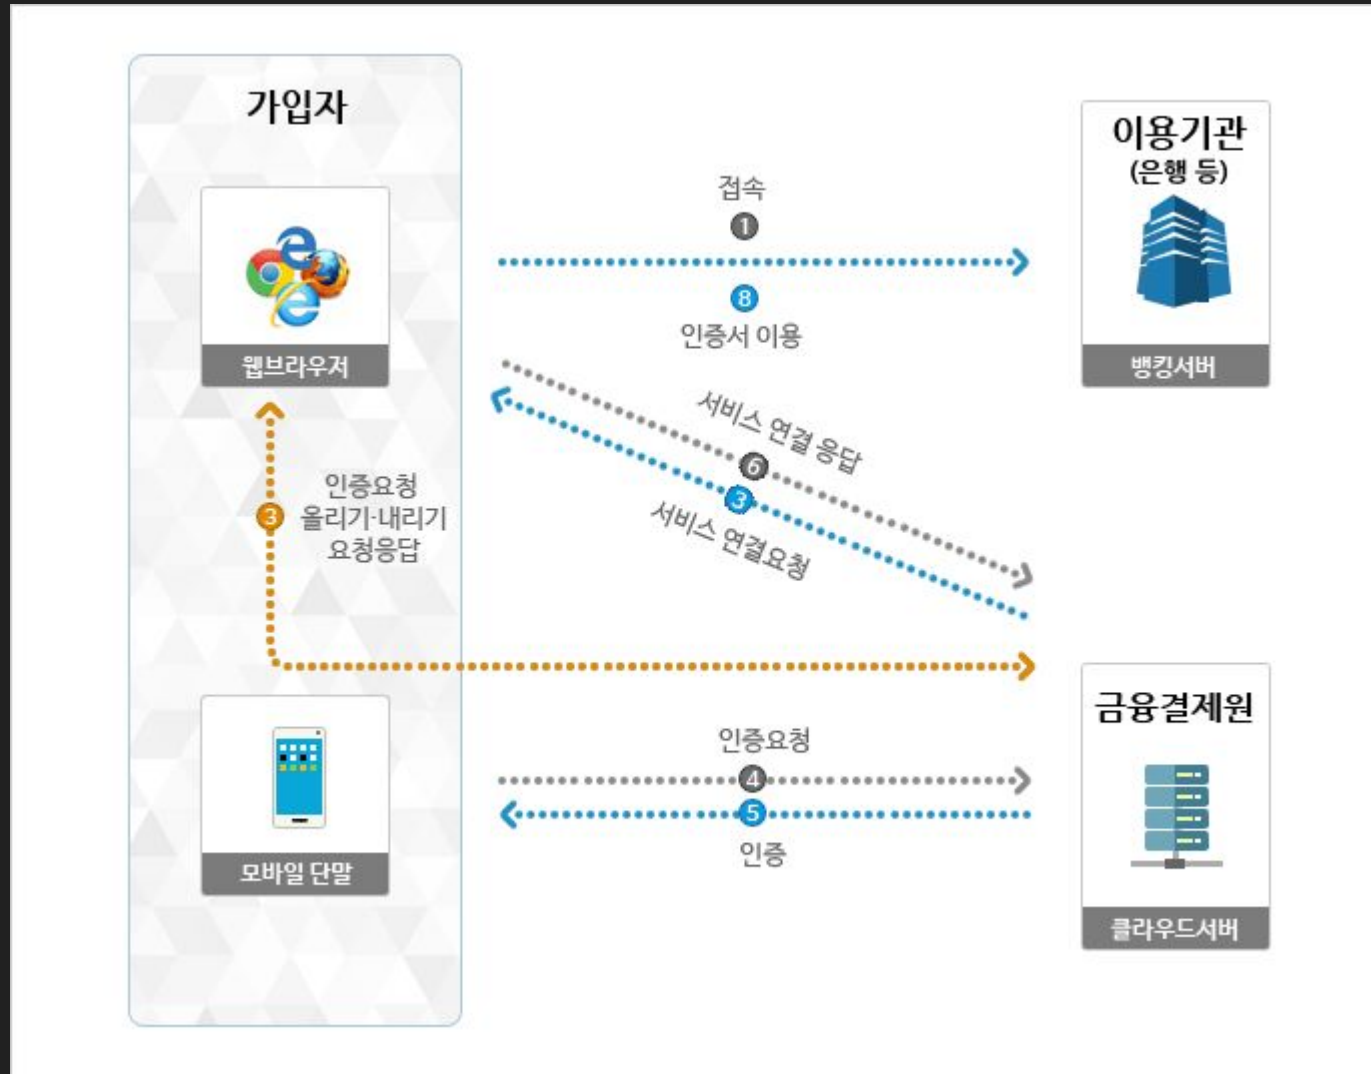 가입자
이용기관
(은행 등)
접속
1
8
인증서 이용
웹브라우저
뱅킹서버
서비스 연결 응답
6
3
서비스 연결요청
인증요청
3
올리기·내리기
요청응답
금융결제원
인증요청
4
5
인증
모바일 단말
클라우드서버